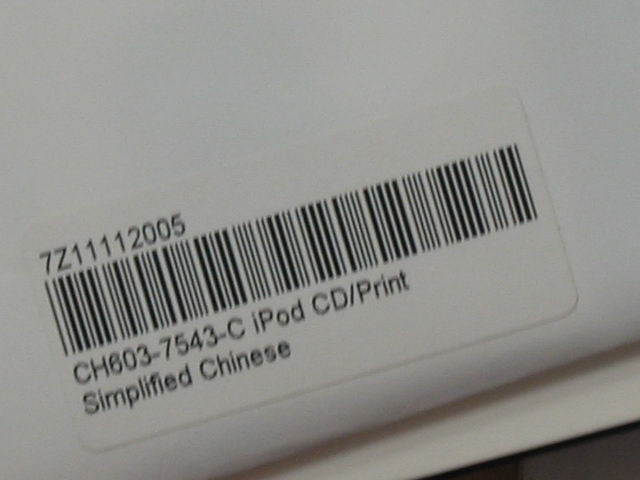 7Z11112005
CH603-7543-C iPod CD/Print
Simplified Chinese